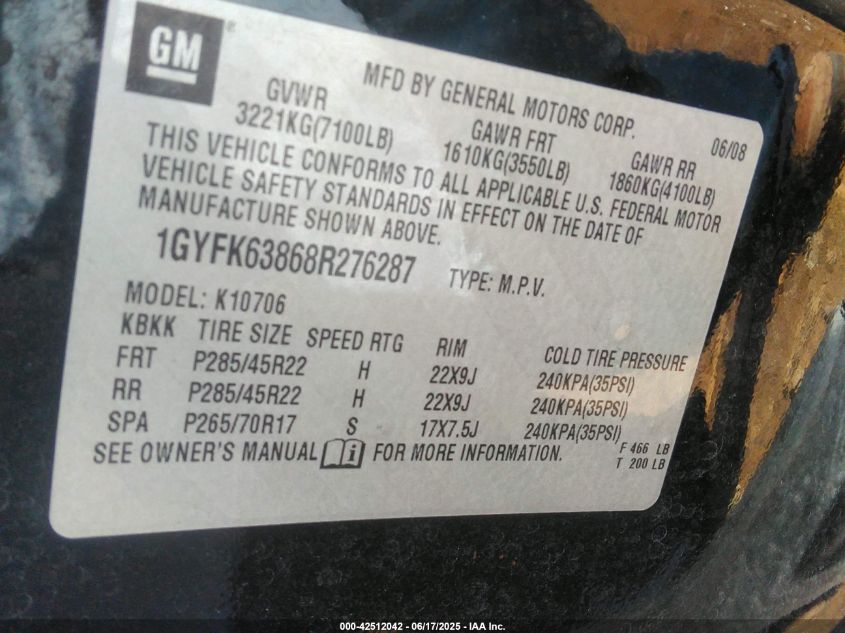 GM ®
MFD BY GENERAL MOTORS CORP. 06/08
GVWR GAWR FRT GAWR RR
3221KG(7100LB) 1610KG(3550LB) 1860KG(4100LB)
THIS VEHICLE CONFORMS TO ALL APPLICABLE U.S. FEDERAL MOTOR
VEHICLE SAFETY STANDARDS IN EFFECT ON THE DATE OF
MANUFACTURE SHOWN ABOVE.
1GYFK63868R276287 TYPE: M.P.V.
MODEL: K10706
KBKK TIRE SIZE SPEED RTG RIM COLD TIRE PRESSURE
FRT P285/45R22 H 22X9J 240KPA(35PSI)
RR P285/45R22 H 22X9J 240KPA(35PSI)
SPA P265/70R17 S 17X7.5J 240KPA(35PSI)
SEE OWNER'S MANUAL i FOR MORE INFORMATION. F 466 LB
T 200 LB
000-42512042 - 06/17/2025 - IAA Inc.